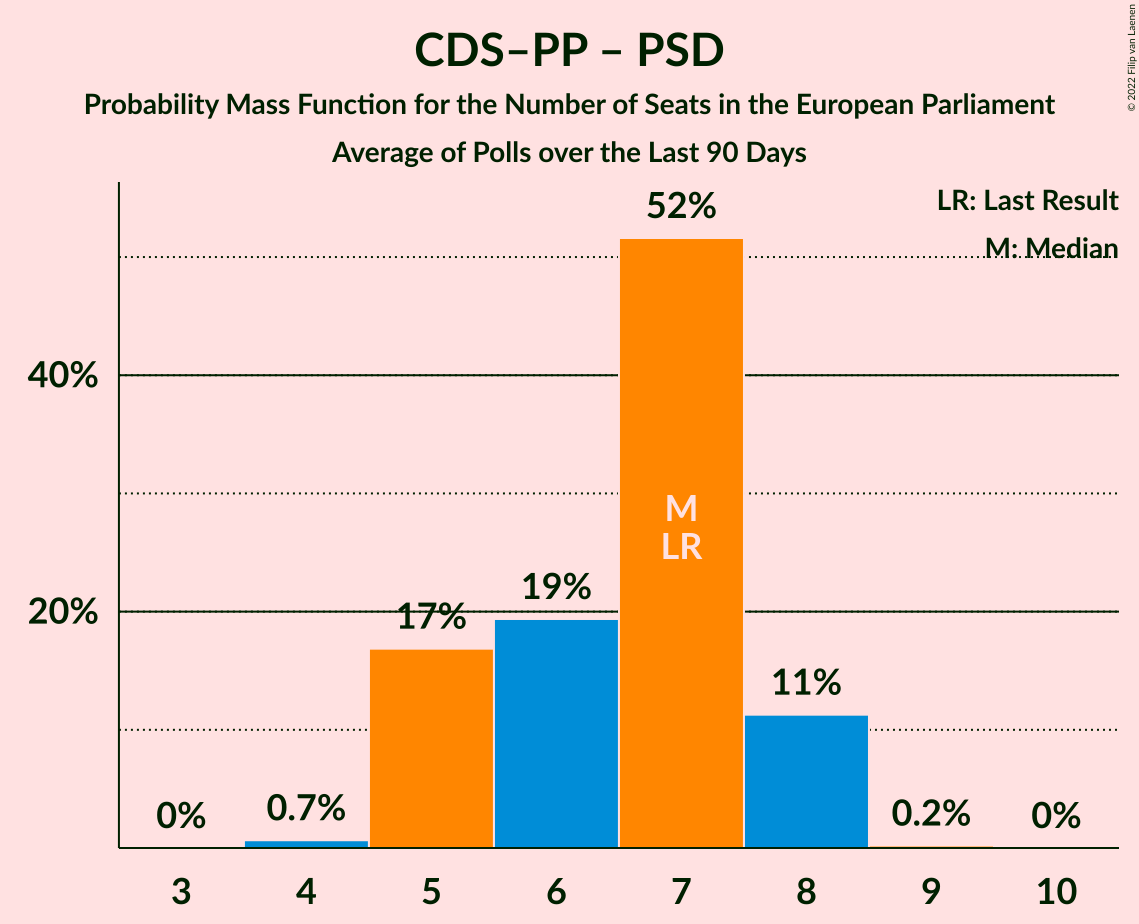 CDS–PP – PSD
Probability Mass Function for the Number of Seats in the European Parliament
Average of Polls over the Last 90 Days
© 2022 Filip van Laenen
LR: Last Result
M: Median
52%
40%
M
LR
19%
20%
17%
11%
0%
0.7%
0.2%
0%
3 4 5 6 7 8 9 10